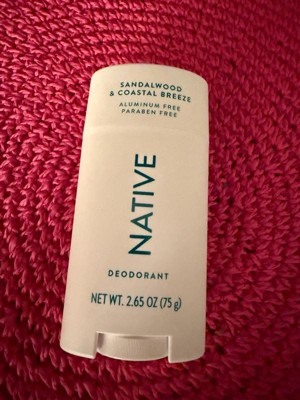 SANDALWOOD
& COASTAL BREEZE
ALUMINUM FREE
PARABEN FREE
NATIVE
DEODORANT
NET WT. 2.65 OZ (75 g)